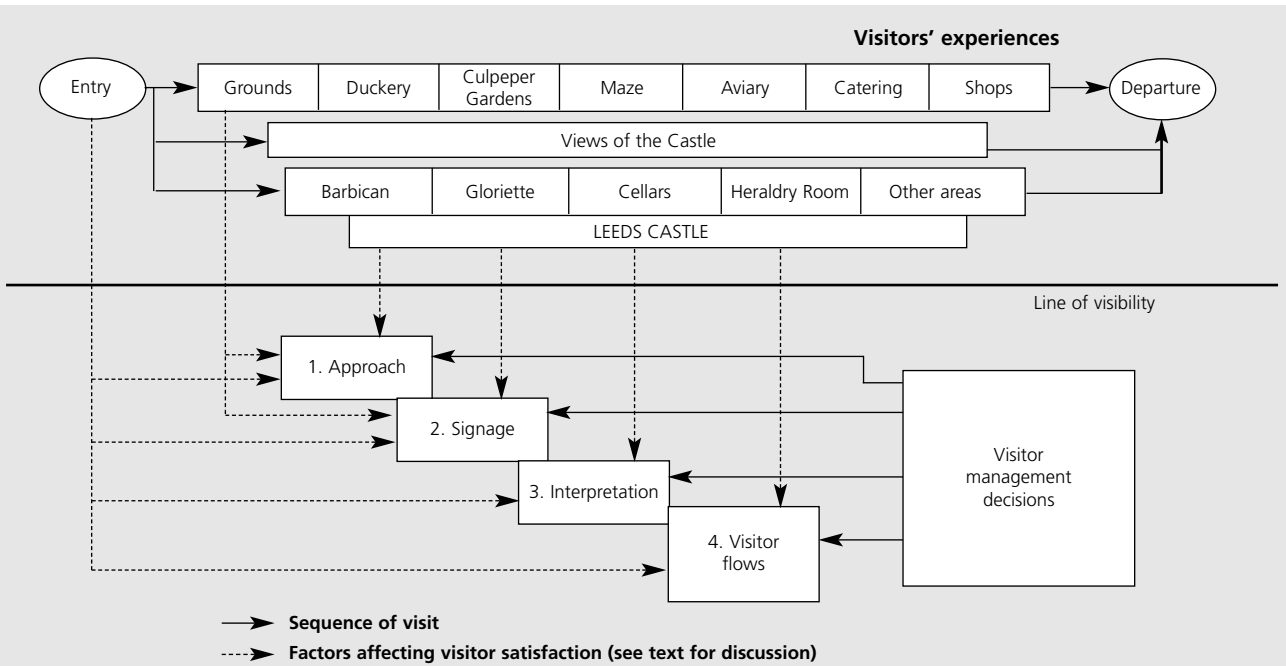 Visitors’ experiences
Entry
Grounds
Duckery
Culpeper
Gardens
Maze
Aviary
Catering
Shops
Departure
Views of the Castle
Barbican
Gloriette
Cellars
Heraldry Room
Other areas
LEEDS CASTLE
Line of visibility
1. Approach
2. Signage
3. Interpretation
4. Visitor
flows
Visitor
management
decisions
Sequence of visit
Factors affecting visitor satisfaction (see text for discussion)